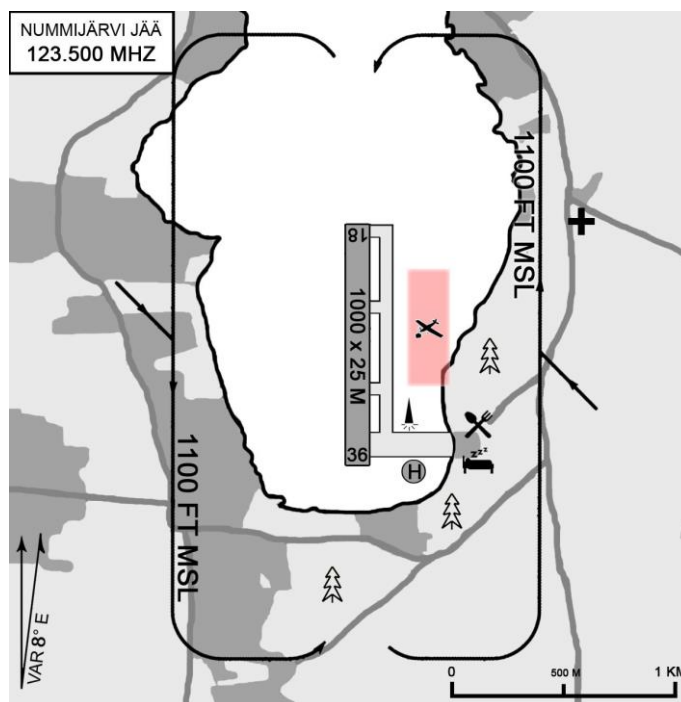 NUMMIJÄRVI JÄÄ
123.500 MHZ
1100 FT MSL
18
1000 x 25 M
36
H
zzz
1100 FT MSL
VAR 8° E
0
500 M
1 KM